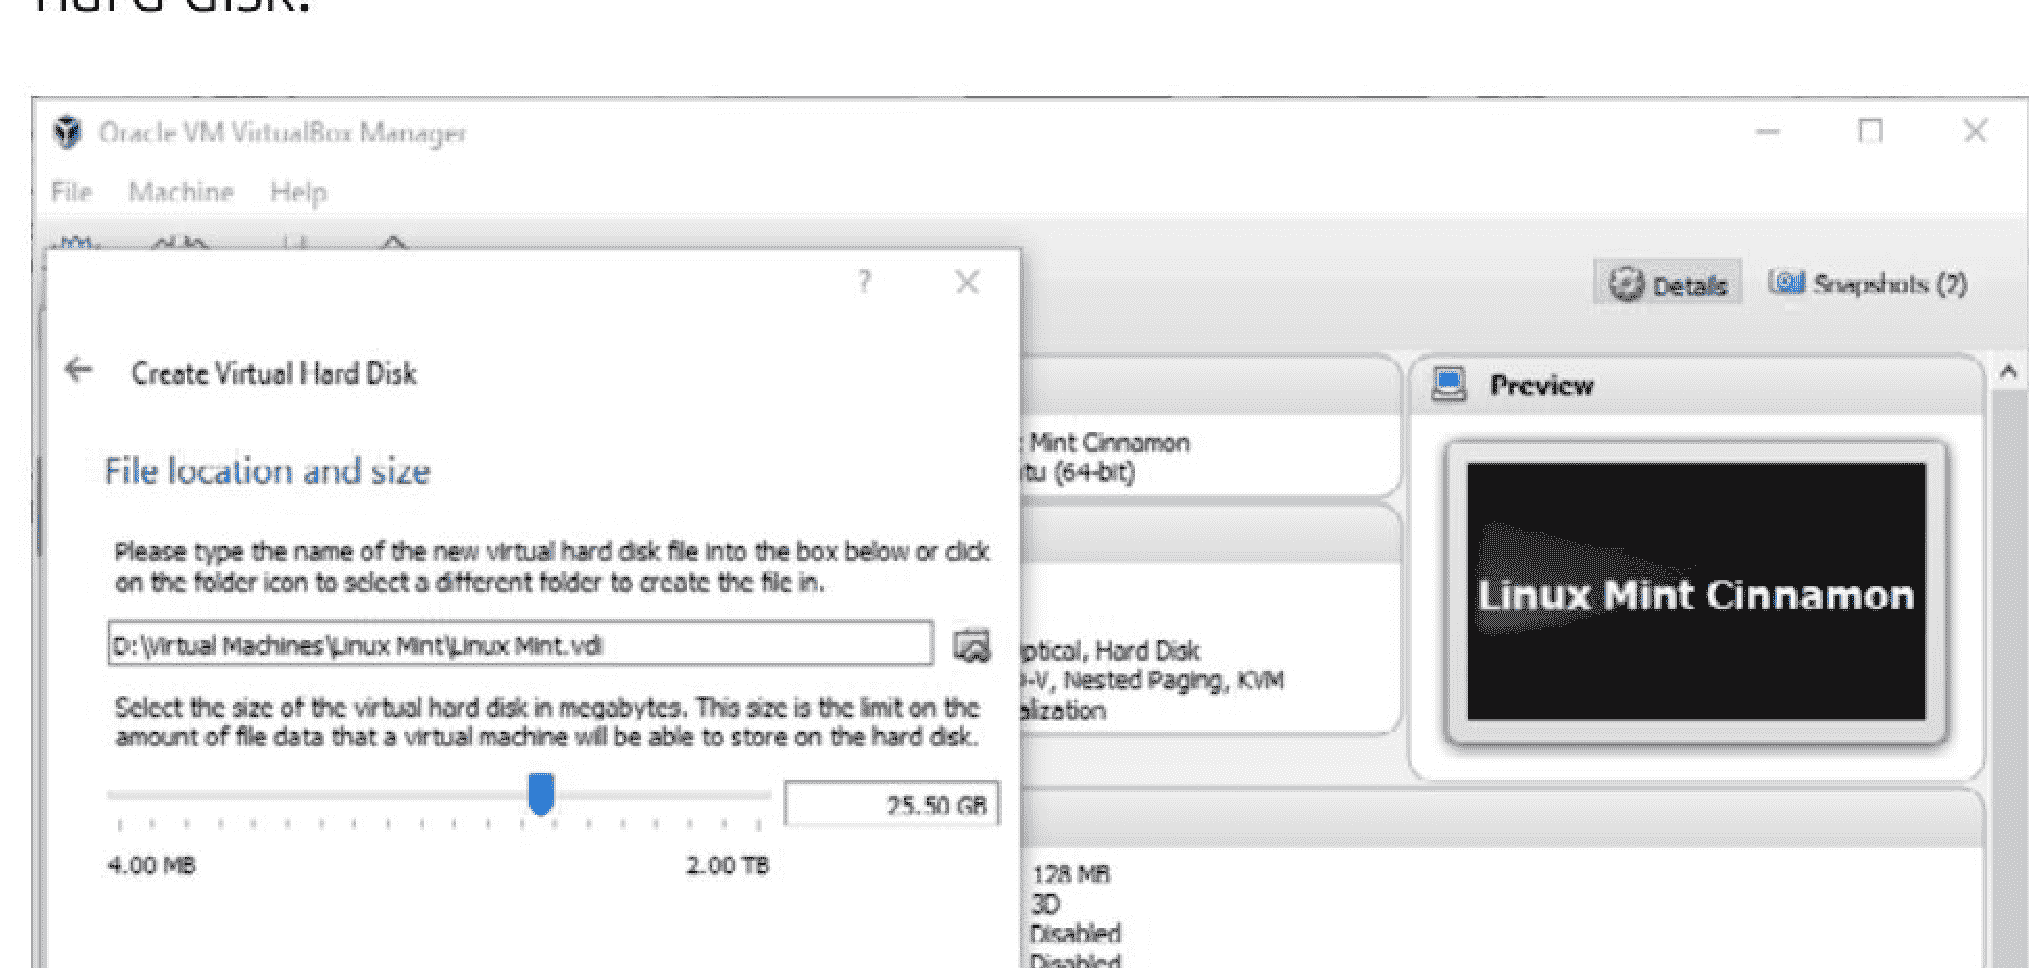 hard disk.
Oracle VM VirtualBox Manager
File Machine Help
?
Details Snapshots (2)
Create Virtual Hard Disk
Preview
File location and size
Mint Cinnamon
tu (64-bit)
Please type the name of the new virtual hard disk file into the box below or click
on the folder icon to select a different folder to create the file in.
Linux Mint Cinnamon
D:\Virtual Machines\Linux Mint\Linux Mint.vdi
ptical, Hard Disk
-V, Nested Paging, KVM
alization
Select the size of the virtual hard disk in megabytes. This size is the limit on the
amount of file data that a virtual machine will be able to store on the hard disk.
25.50 GB
4.00 MB 2.00 TB
128 MB
3D
Disabled
Disabled